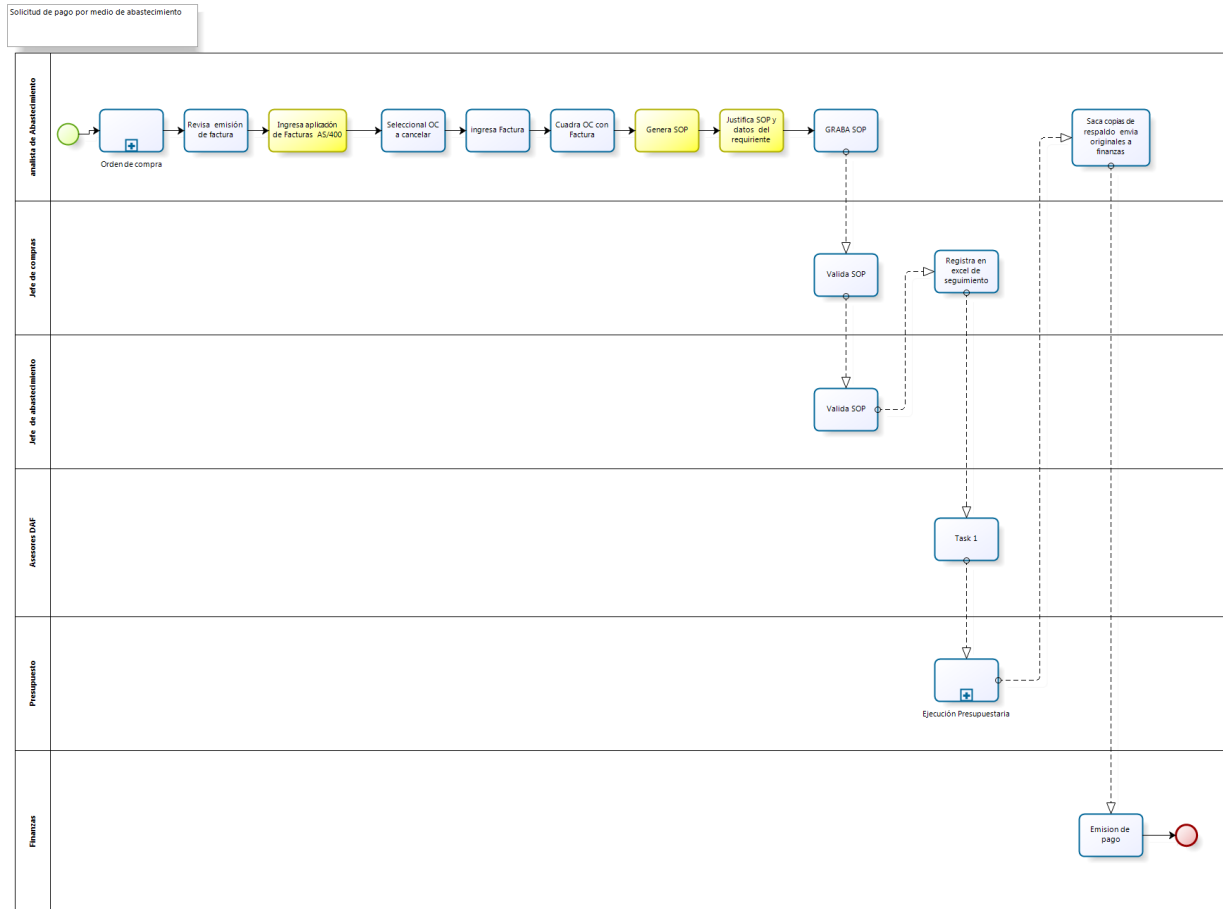 Solicitud de pago por medio de abastecimiento
analista de Abastecimiento
Orden de compra
Revisa emisión
de factura
Ingresa aplicación
de Facturas AS/400
Seleccional OC
a cancelar
ingresa Factura
Cuadra OC con
Factura
Genera SOP
Justifica SOP y
datos del
requiriente
GRABA SOP
Saca copias de
respaldo envia
originales a
finanzas
Jefe de compras
Valida SOP
Registra en
excel de
seguimiento
Jefe de abastecimiento
Valida SOP
Asesores DAF
Task 1
Presupuesto
Ejecución Presupuestaria
Finanzas
Emision de
pago